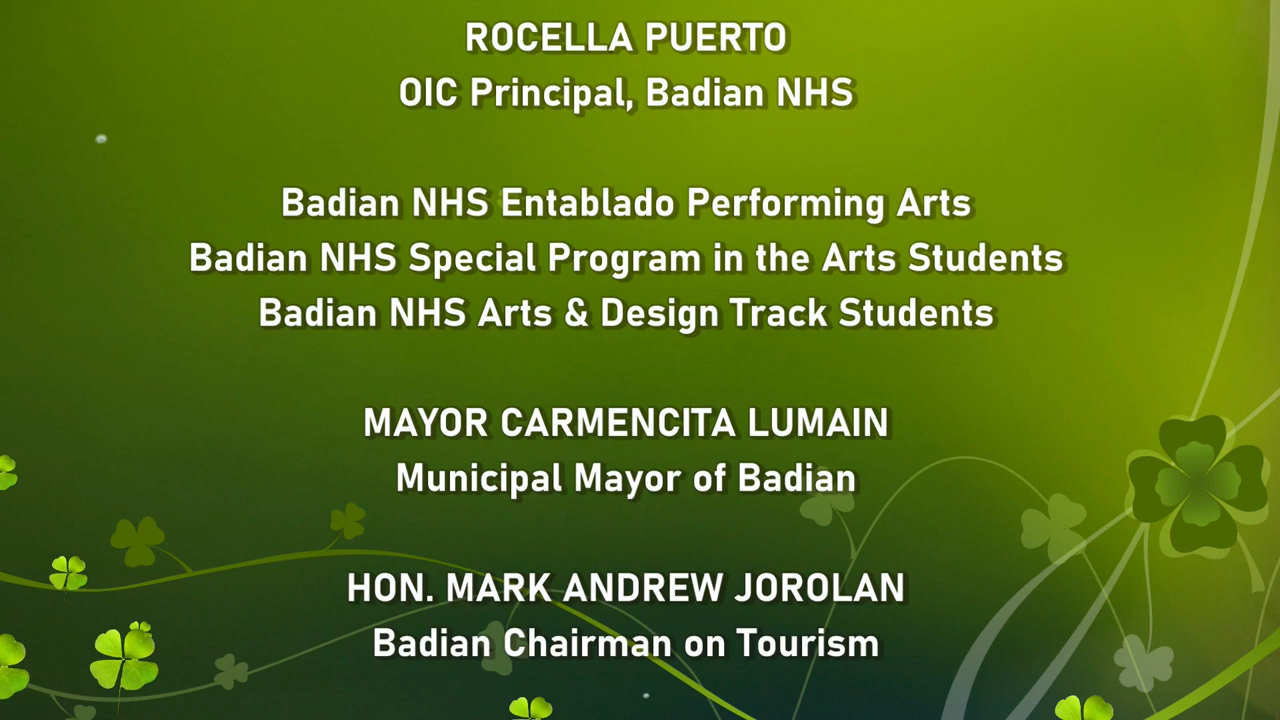 ROCELLA PUERTO
OIC Principal, Badian NHS
Badian NHS Entablado Performing Arts
Badian NHS Special Program in the Arts Students
Badian NHS Arts & Design Track Students
MAYOR CARMENCITA LUMAIN
Municipal Mayor of Badian
HON. MARK ANDREW JOROLAN
Badian Chairman on Tourism